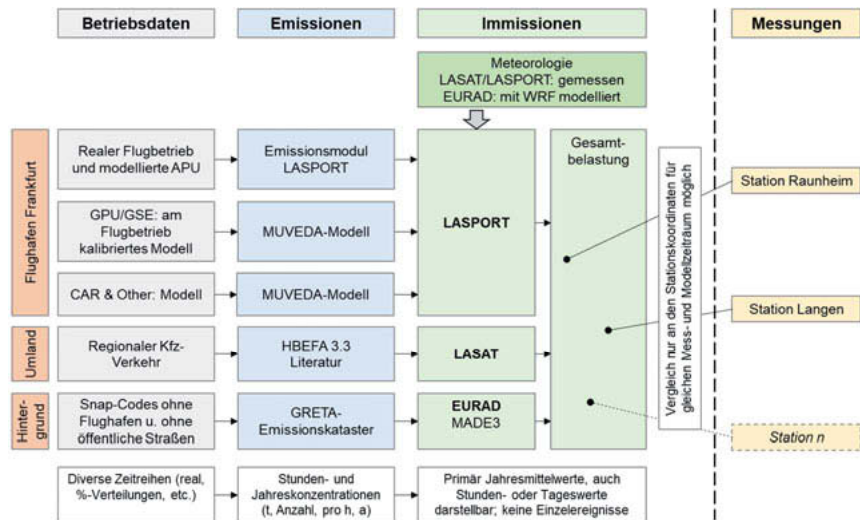 Betriebsdaten
Emissionen
Immissionen
Messungen
Meteorologie
LASAT/LASPORT: gemessen
EURAD: mit WRF modelliert
Flughafen Frankfurt
Realer Flugbetrieb
und modellierte APU
Emissionsmodul
LASPORT
GPU/GSE: am
Flugbetrieb
kalibriertes Modell
MUVEDA-Modell
CAR & Other: Modell
MUVEDA-Modell
LASPORT
Gesamt-
belastung
Vergleich nur an den Stationskoordinaten für
gleichen Mess- und Modellzeiträum möglich
Station Raunheim
Station Langen
Station n
Umland
Regionaler Kfz-
Verkehr
HBEFA 3.3
Literatur
LASAT
Hinter-
grund
Snap-Codes ohne
Flughafen u. ohne
öffentliche Straßen
GRETA-
Emissionskataster
EURAD
MADE3
Diverse Zeitreihen (real,
%-Verteilungen, etc.)
Stunden- und
Jahreskonzentrationen
(t, Anzahl, pro h, a)
Primär Jahresmittelwerte, auch
Stunden- oder Tageswerte
darstellbar; keine Einzelereignisse